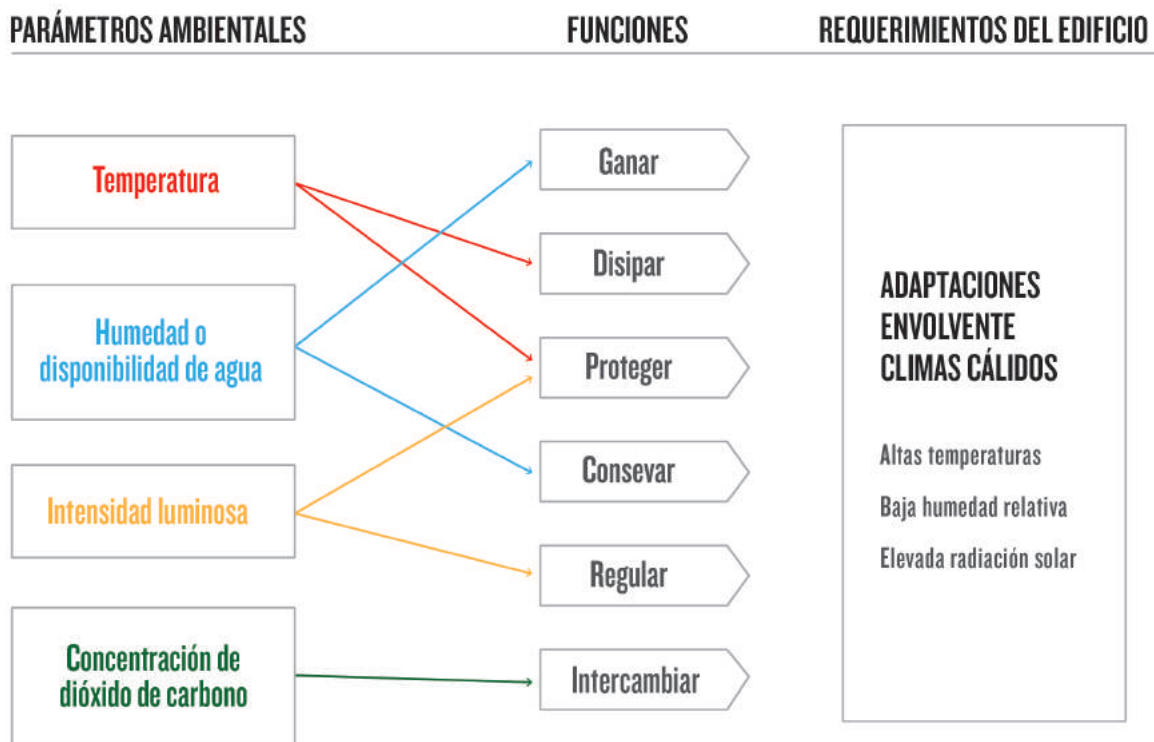 PARÁMETROS AMBIENTALES
FUNCIONES
REQUERIMIENTOS DEL EDIFICIO
Temperatura
Humedad o
disponibilidad de agua
Intensidad luminosa
Concentración de
dióxido de carbono
Ganar
Disipar
Proteger
Consevar
Regular
Intercambiar
ADAPTACIONES
ENVOLVENTE
CLIMAS CÁLIDOS
Altas temperaturas
Baja humedad relativa
Elevada radiación solar